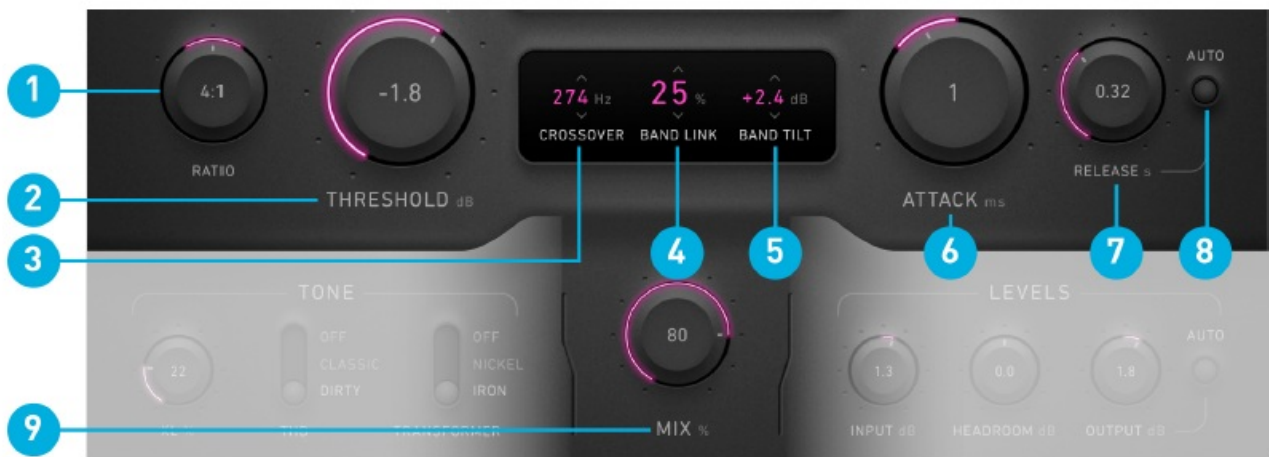 AUTO
1
4:1
-1.8
274 Hz
25 %
+2.4 dB
1
0.32
CROSSOVER
BAND LINK
BAND TILT
RATIIO
RELEASE s
2
THRESHOLD dB
ATTACK ms
3
4
5
6
7
8
TONE
LEVELS
OFF
OFF
AUTO
80
22
CLASSIC
NICKEL
1.3
0.0
1.8
DIRTY
IRON
9
XL %
THD
TRANSFORMER
MIX %
INPUT dB
HEADROOM dB
OUTPUT dB